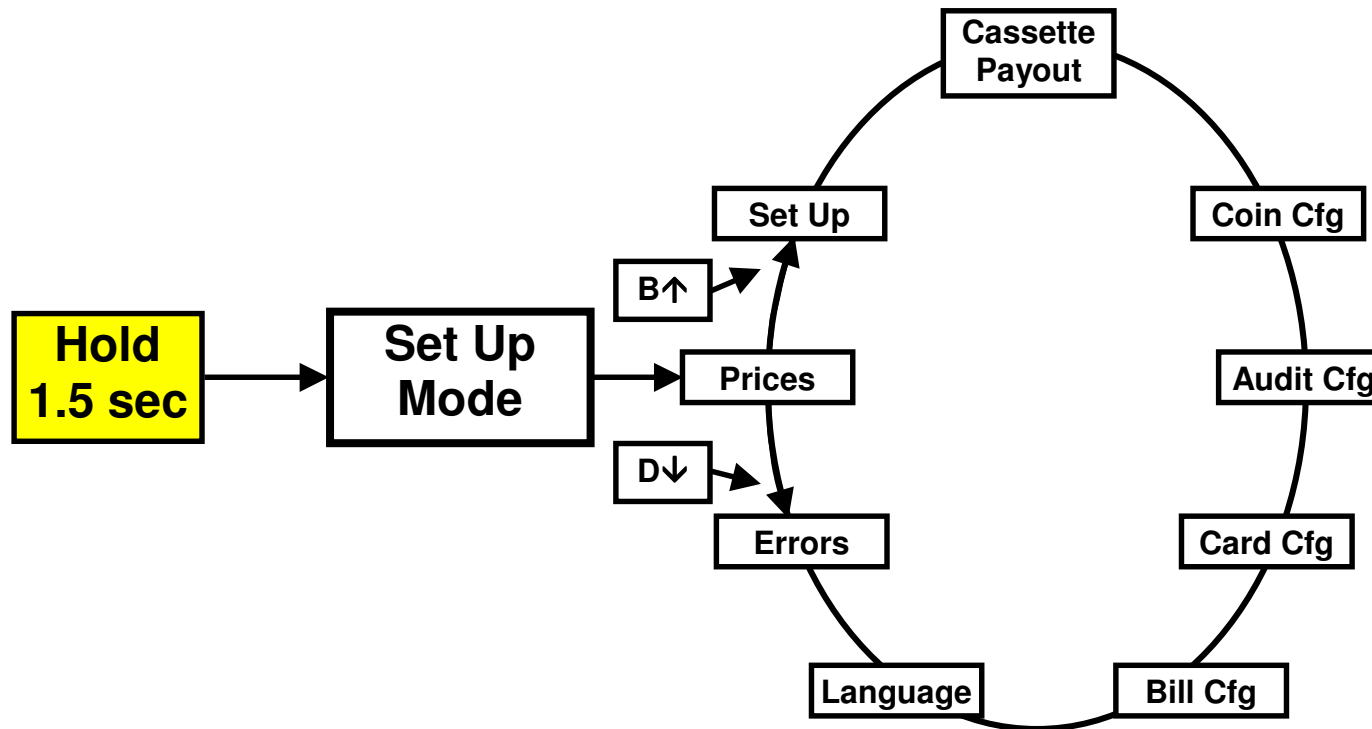 Cassette
Payout
Set Up
Coin Cfg
B↑
Hold
1.5 sec
Set Up
Mode
Prices
Audit Cfg
D↓
Errors
Card Cfg
Language
Bill Cfg